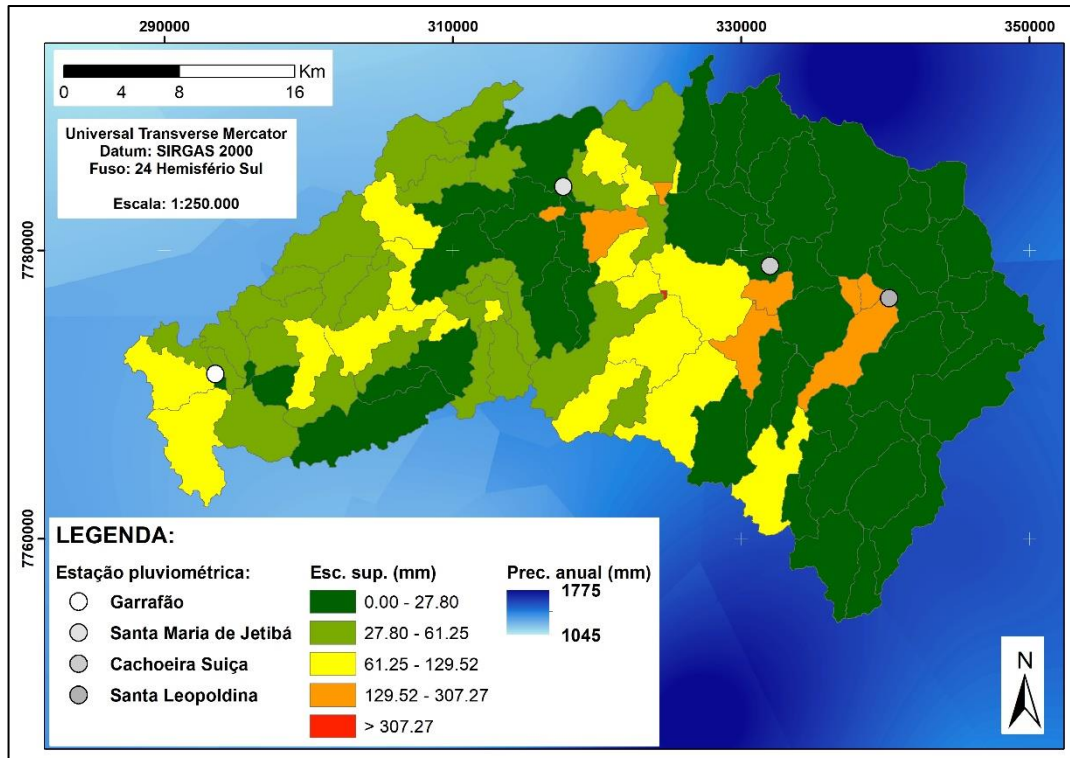 290000 310000 330000 350000
Km
0 4 8 16
Universal Transverse Mercator
Datum: SIRGAS 2000
Fuso: 24 Hemisfério Sul
Escala: 1:250.000
7780000
7760000
LEGENDA:
Estação pluviométrica:
Garrafão
Santa Maria de Jetibá
Cachoeira Suiça
Santa Leopoldina
Esc. sup. (mm)
0.00 - 27.80
27.80 - 61.25
61.25 - 129.52
129.52 - 307.27
> 307.27
Prec. anual (mm)
1775
1045
N